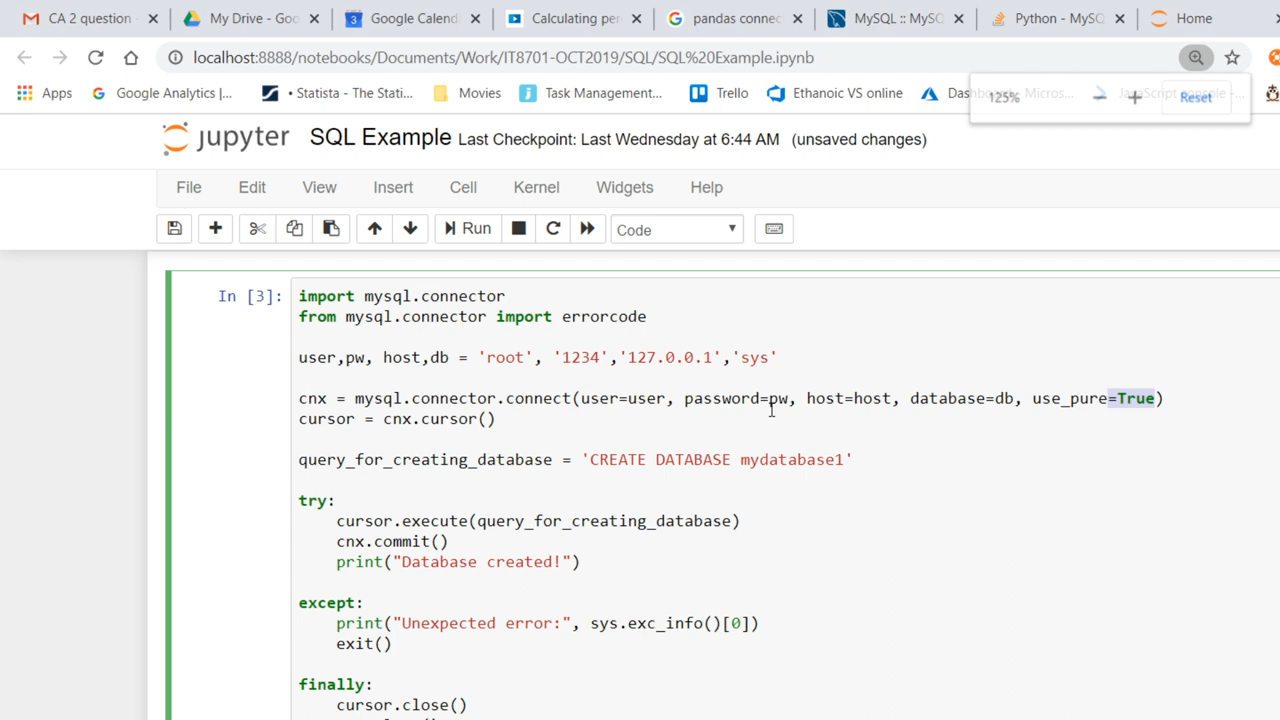 CA 2 question
My Drive - Goo
Google Calend
Calculating per
pandas connec
MySQL :: MySQ
Python - MySQ
Home
localhost:8888/notebooks/Documents/Work/IT8701-OCT2019/SQL/SQL%20Example.ipynb
Apps
Google Analytics |...
• Statista - The Stati...
Movies
Task Management...
Trello
Ethanoic VS online
125%
Reset
jupyter
SQL Example
Last Checkpoint: Last Wednesday at 6:44 AM
(unsaved changes)
File
Edit
View
Insert
Cell
Kernel
Widgets
Help
Run
Code
In [3]:
import mysql.connector
from mysql.connector import errorcode
user,pw, host,db = 'root', '1234','127.0.0.1','sys'
cnx = mysql.connector.connect(user=user, password=pw, host=host, database=db, use_pure=True)
cursor = cnx.cursor()
query_for_creating_database = 'CREATE DATABASE mydatabase1'
try:
cursor.execute(query_for_creating_database)
cnx.commit()
print("Database created!")
except:
print("Unexpected error:", sys.exc_info()[0])
exit()
finally:
cursor.close()